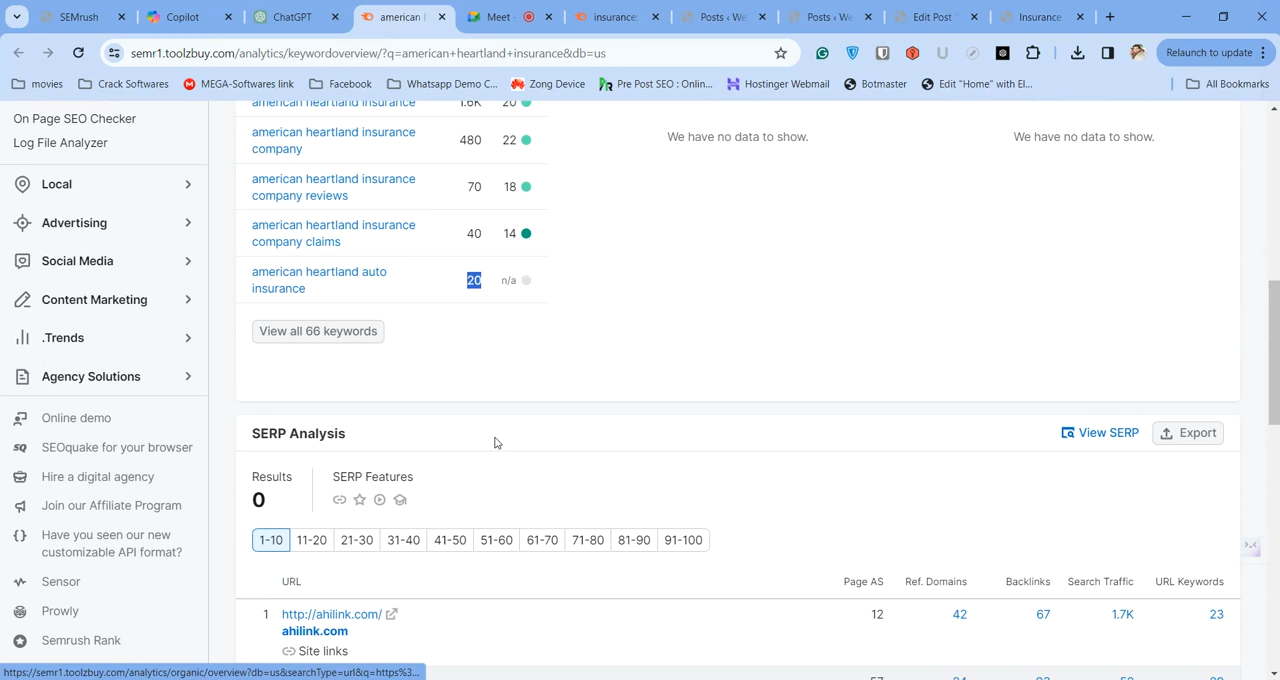 SEMrush
Copilot
ChatGPT
american
Meet
insurance
Posts ‹ We
Posts ‹ We
Edit Post
Insurance
semr1.toolzbuy.com/analytics/keywordoverview/?q=american+heartland+insurance&db=us
Relaunch to update
movies
Crack Softwares
MEGA-Softwares link
Facebook
Whatsapp Demo C...
Zong Device
Pre Post SEO : Onlin...
Hostinger Webmail
Botmaster
Edit "Home" with El...
All Bookmarks
On Page SEO Checker
Log File Analyzer
Local
Advertising
Social Media
Content Marketing
.Trends
Agency Solutions
Online demo
SEOquake for your browser
Hire a digital agency
Join our Affiliate Program
Have you seen our new
customizable API format?
Sensor
Prowly
Semrush Rank
american heartland insurance 1.6K 20
american heartland insurance
company 480 22
american heartland insurance
company reviews 70 18
american heartland insurance
company claims 40 14
american heartland auto
insurance 20 n/a
View all 66 keywords
We have no data to show.
We have no data to show.
SERP Analysis
View SERP
Export
Results
0
SERP Features
1-10 11-20 21-30 31-40 41-50 51-60 61-70 71-80 81-90 91-100
URL Page AS Ref. Domains Backlinks Search Traffic URL Keywords
1 http://ahilink.com/ 12 42 67 1.7K 23
ahilink.com
Site links
https://semr1.toolzbuy.com/analytics/organic/overview?db=us&searchType=url&q=https%3...